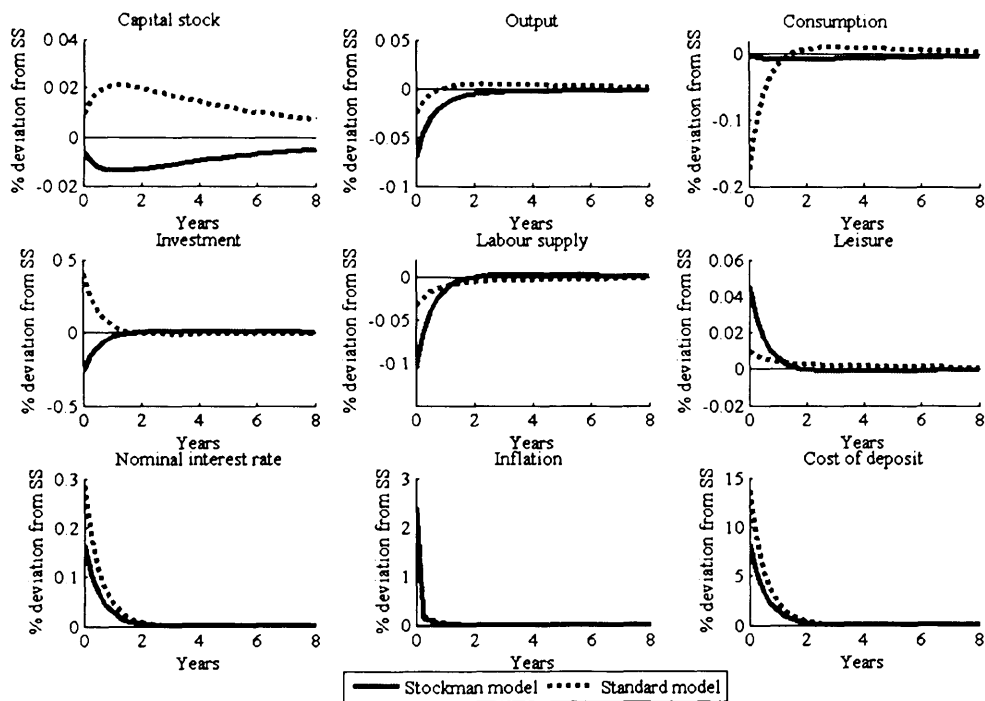 Capital stock
Output
Consumption
% deviation from SS
0 04
0 02
0
-0 02
0 2 4 6 8
Years
% deviation from SS
0 05
0
-0 05
-0 1
0 2 4 6 8
Years
% deviation from SS
0
-0.1
-0.2
0 2 4 6 8
Years
Investment
Labour supply
Leisure
% deviation from SS
0 5
0
-0.5
0 2 4 6 8
Years
% deviation from SS
0
-0 05
-0 1
0 2 4 6 8
Years
% deviation from SS
0.06
0.04
0.02
0
-0.02
0 2 4 6 8
Years
Nominal interest rate
Inflation
Cost of deposit
% deviation from SS
0.3
0.2
0.1
0
0 2 4 6 8
Years
% deviation from SS
3
2
1
0
0 2 4 6 8
Years
% deviation from SS
15
10
5
0
0 2 4 6 8
Years
Stockman model Standard model